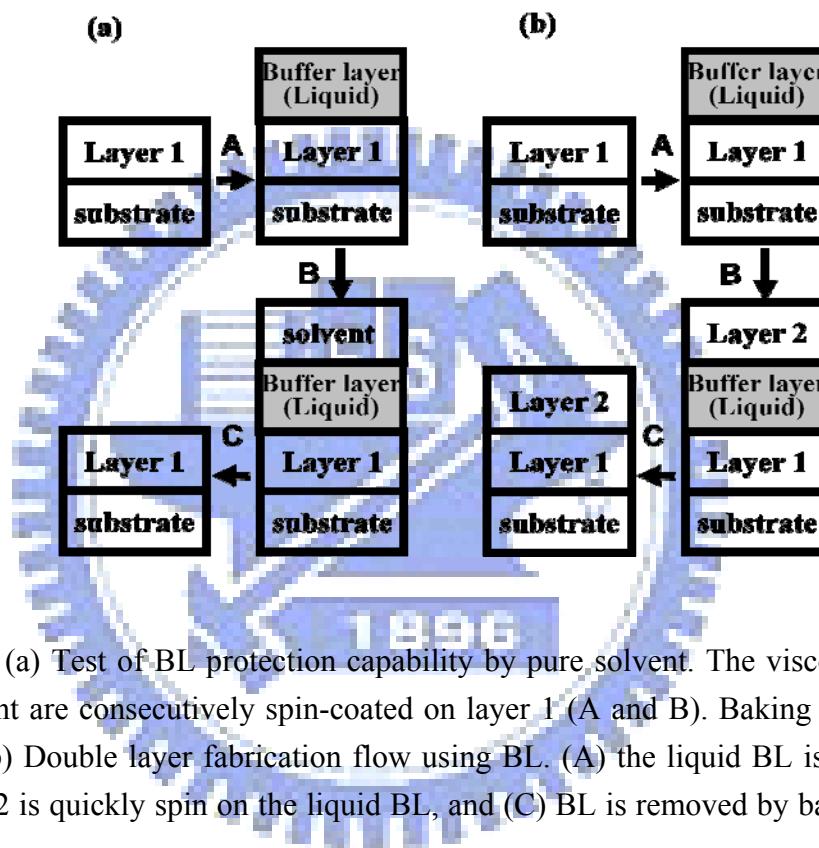 (a)
Buffer layer
(Liquid)
Layer 1
A
Layer 1
substrate
substrate
B
solvent
Buffer layer
(Liquid)
C
Layer 1
Layer 1
substrate
substrate
(b)
Buffer layer
(Liquid)
Layer 1
A
Layer 1
substrate
substrate
B
Layer 2
Buffer layer
(Liquid)
Layer 2
C
Layer 1
Layer 1
substrate
substrate
1896
(a) Test of BL protection capability by pure solvent. The
are consecutively spin-coated on layer 1 (A and B). Baking
Double layer fabrication flow using BL. (A) the liquid BL is
2 is quickly spin on the liquid BL, and (C) BL is removed by